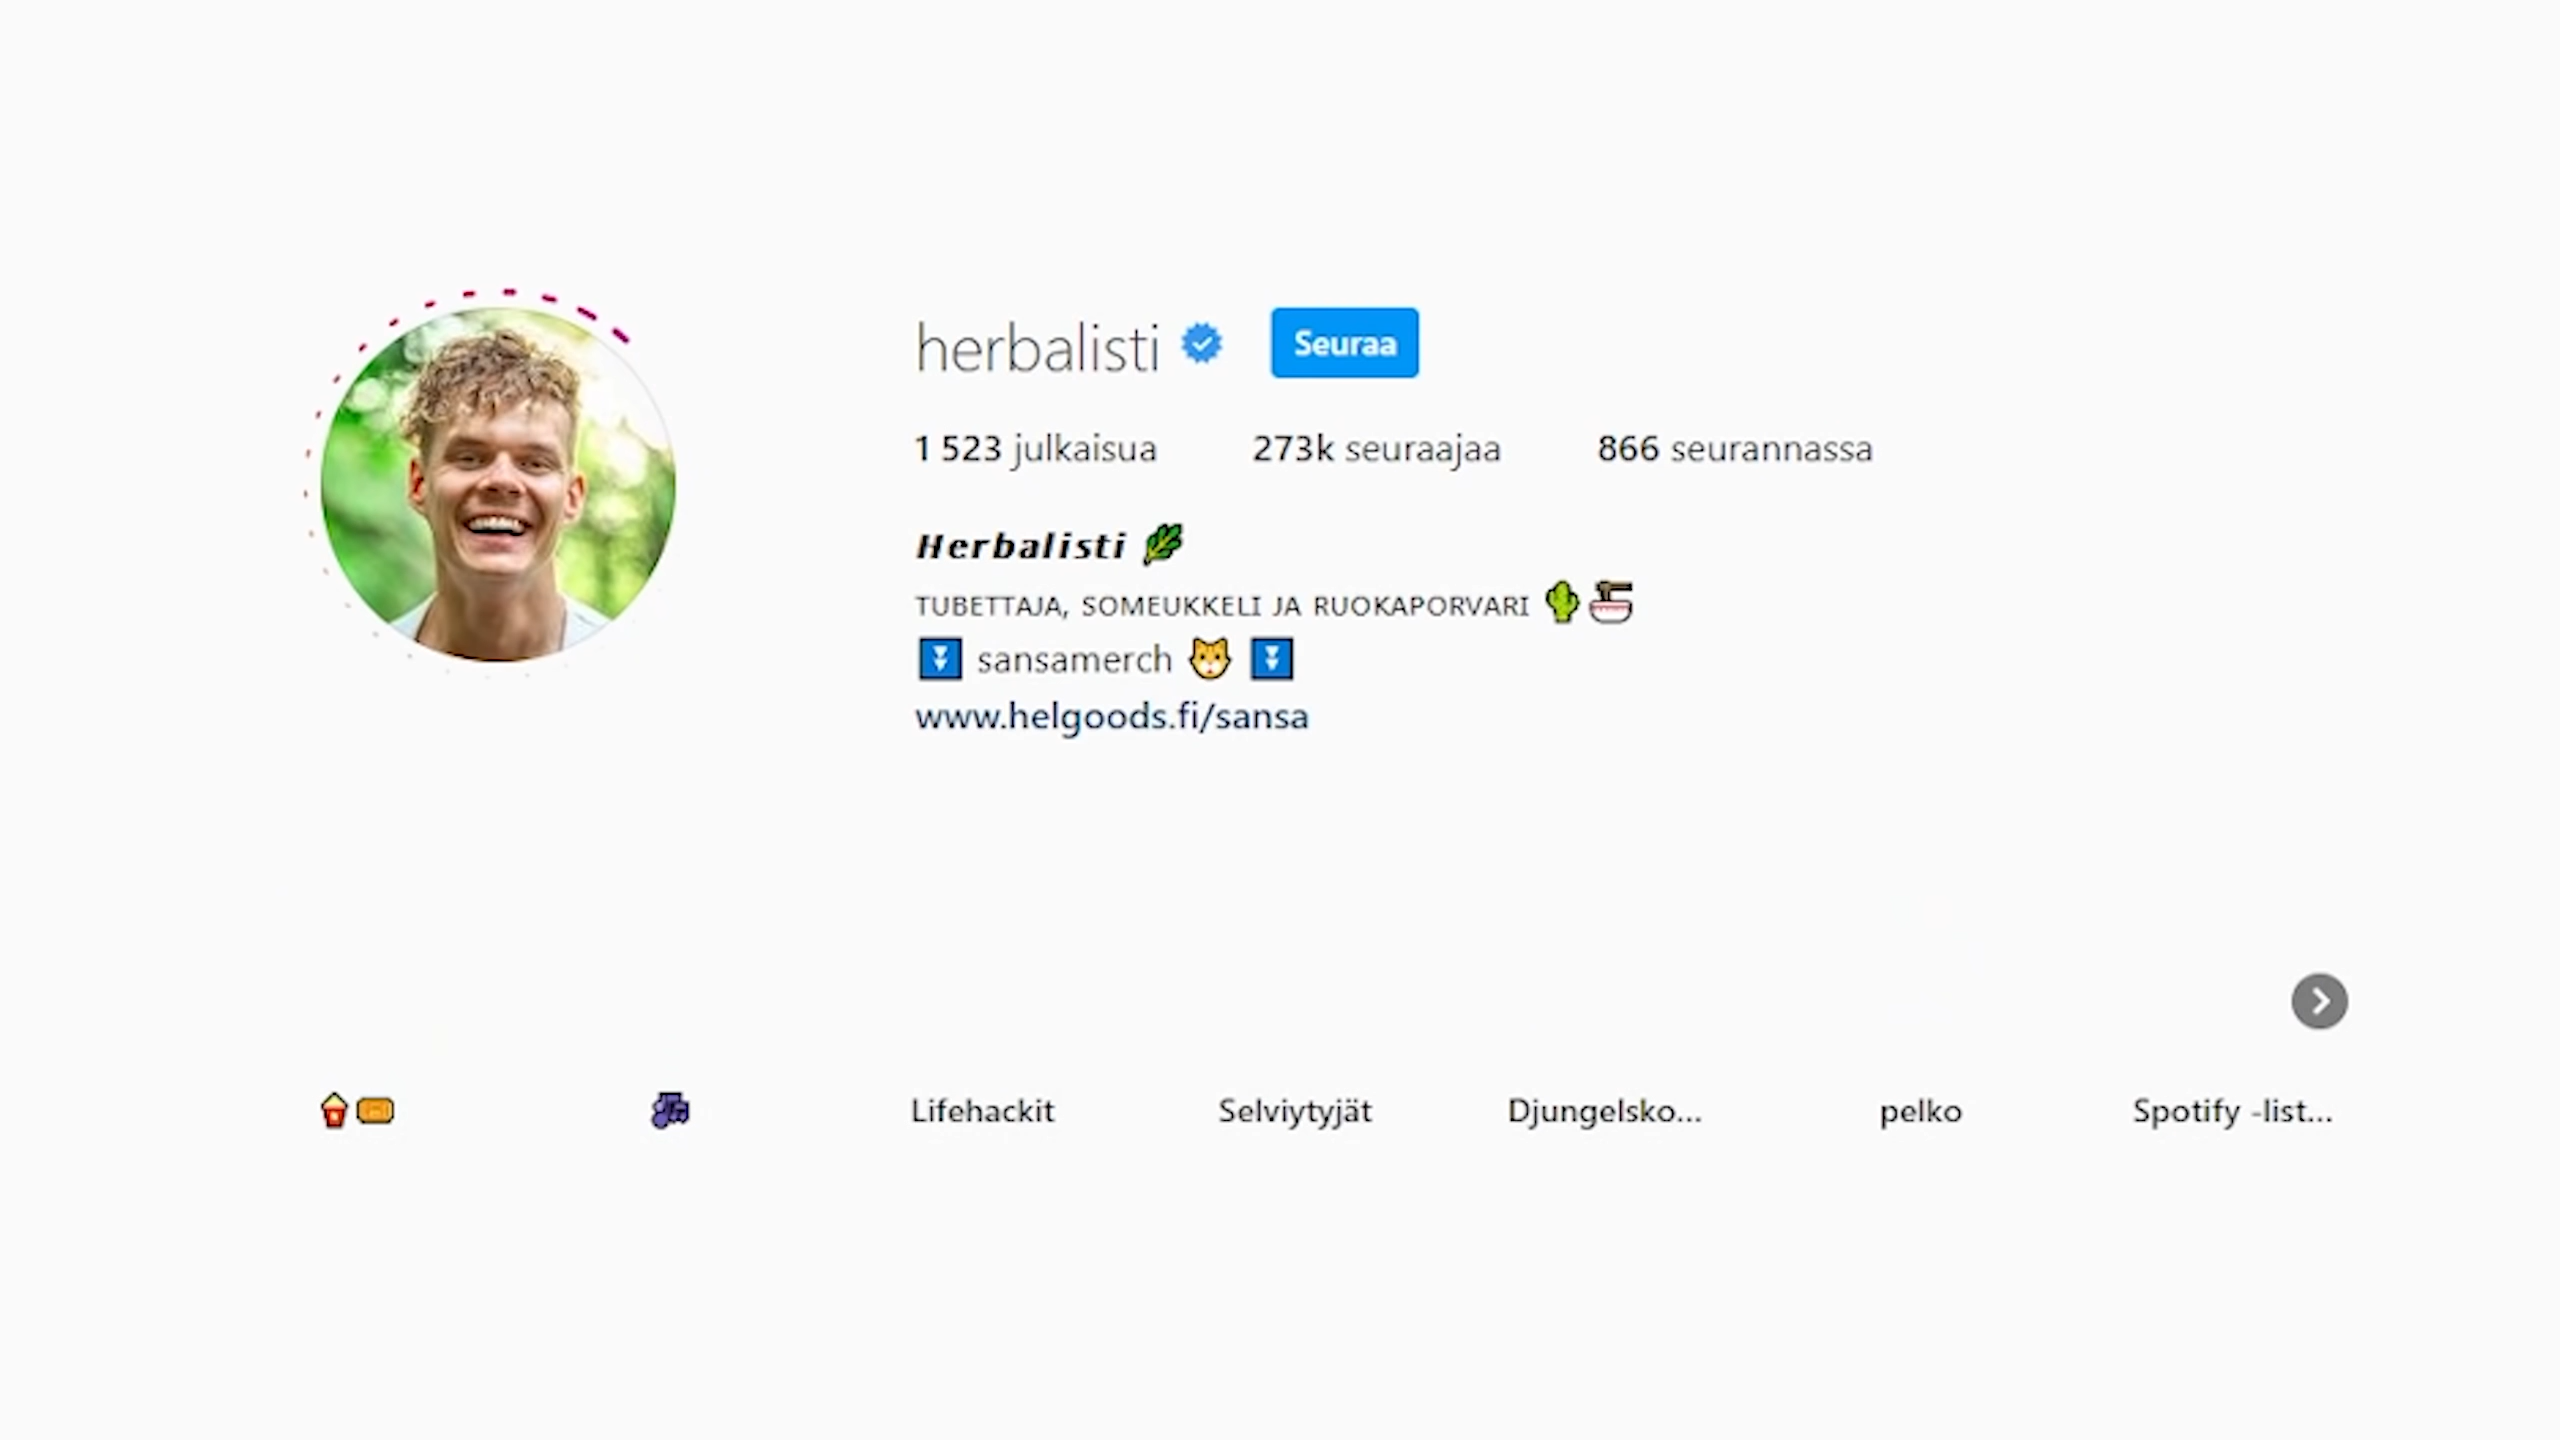 herbalisti Seuraa
1 523 julkaisua 273k seuraajaa 866 seurannassa
Herbalisti 🌿
TUBETTAJA, SOMEUKKELI JA RUOKAPORVARI 🌵🍜
⏬ sansamerch 🐱 ⏬
www.helgoods.fi/sansa
🍿🎫 🎶 Lifehackit Selviytyjät Djungelsko... pelko Spotify -list...